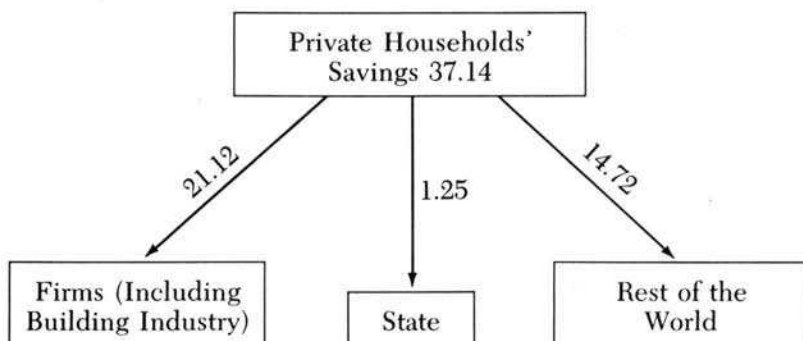 Private Households'
Savings 37.14
21.12
1.25
14.72
Firms (Including
Building Industry)
State
Rest of the
World